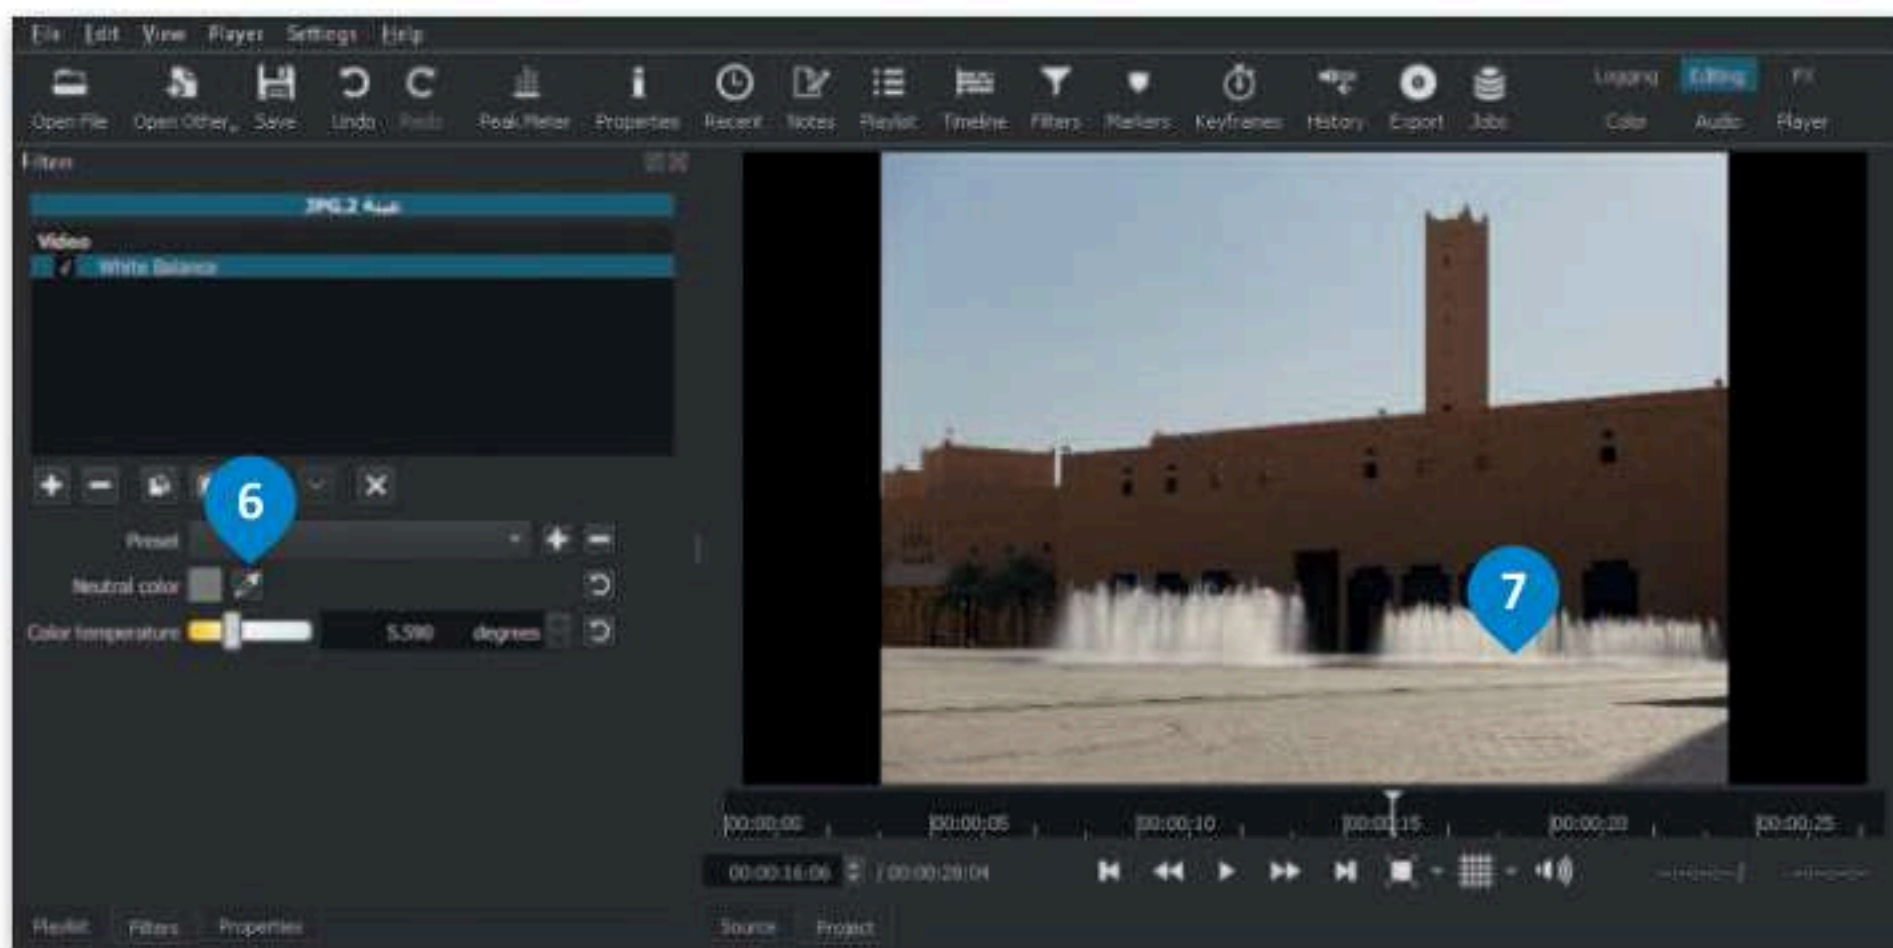 File Edit View Player Settings Help
Open File Open Other... Save Undo Redo Peak Meter Properties Recent Notes Playlist Timeline Filters Markers Keyframes History Export Jobs
Logging Editing FX
Color Audio Player
Filters
عينة 2.JPG
Video
White Balance
6
Preset
Neutral color
Color temperature 5.590 degrees
7
00:00:00 00:00;05 00:00;10 00:00;15 00:00;20 00:00;25
00:00:16:06 / 00:00:28:04
Playlist Filters Properties
Source Project